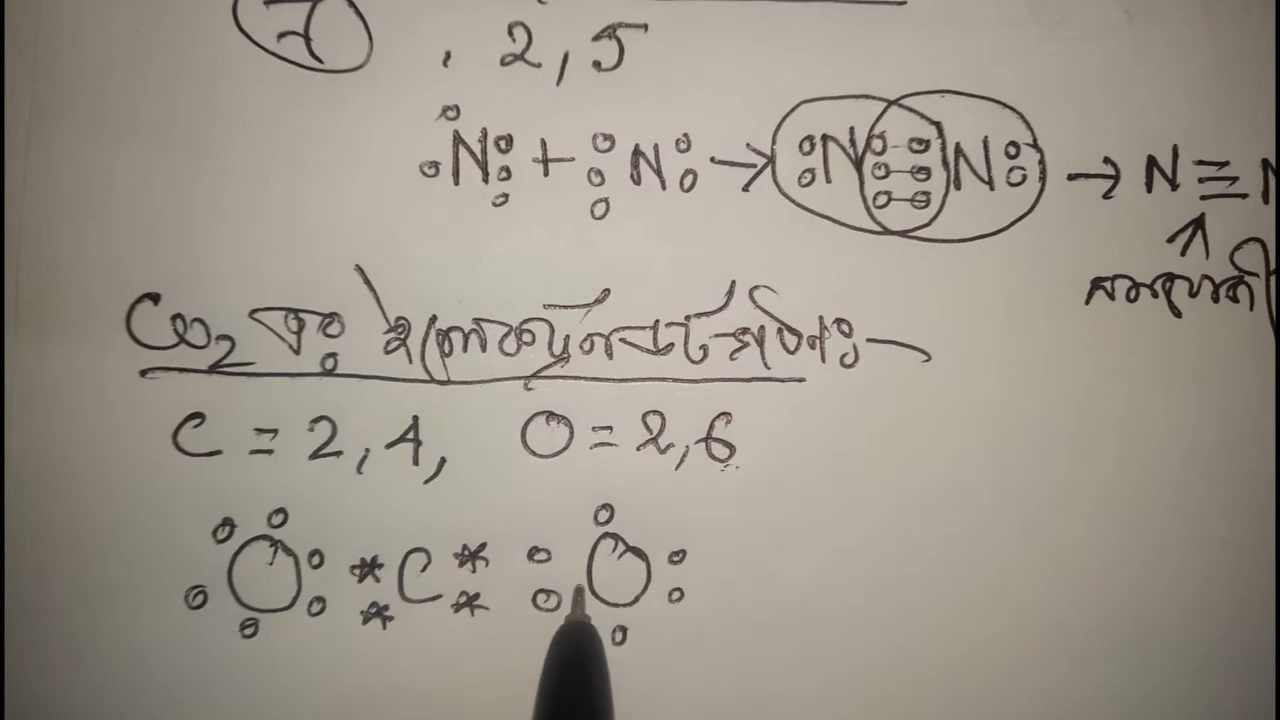 7
2, 5
N + N → N N → N ≡ N
CO2 এর ইলেকট্রন
C = 2, 4, O = 2, 6
O C O